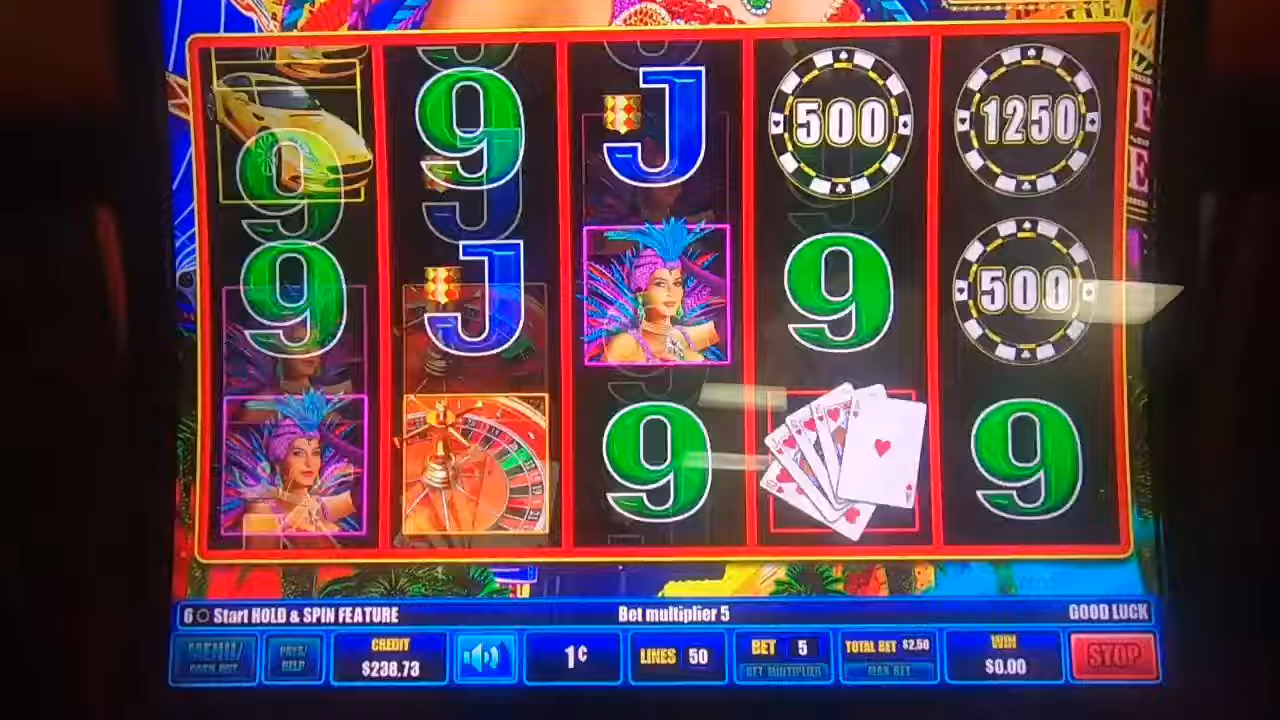 9 J 500 1250
9
9 J 9 500
9 9
6 Start HOLD & SPIN FEATURE Bet multiplier 5 GOOD LUCK
MENU/ PAYS/ CREDIT 1¢ LINES 50 BET 5 TOTAL BET $2.50 WIN STOP
CASH OUT HELP $238.73 BET MULTIPLIER MAX BET $0.00